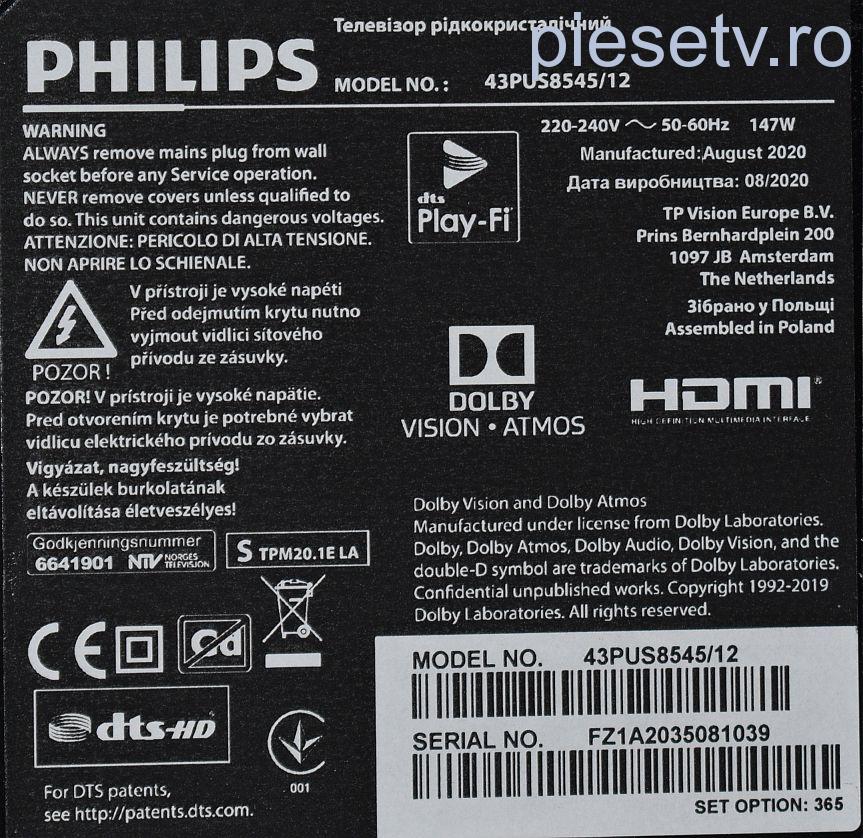 Телевізор рідкокристалічний
piesetv.ro
PHILIPS
MODEL NO. : 43PUS8545/12
WARNING
ALWAYS remove mains plug from wall
socket before any Service operation.
NEVER remove covers unless qualified to
do so. This unit contains dangerous voltages.
ATTENZIONE: PERICOLO DI ALTA TENSIONE.
NON APRIRE LO SCHIENALE.
dts
Play-Fi
220-240V ～ 50-60Hz 147W
Manufactured:August 2020
Дата виробництва: 08/2020
TP Vision Europe B.V.
Prins Bernhardplein 200
1097 JB Amsterdam
The Netherlands
Зібрано у Польщі
Assembled in Poland
V přístroji je vysoké napětí
Před odejmutím krytu nutno
vyjmout vidlici síťového
přívodu ze zásuvky.
POZOR !
POZOR! V prístroji je vysoké napätie.
Pred otvorením krytu je potrebné vybrat
vidlicu elektrického prívodu zo zásuvky.
Vigyázat, nagyfeszültség!
A készülek burkolatának
eltávolítása életveszélyes!
DOLBY
VISION • ATMOS
HDMI
HIGH DEFINITION MULTIMEDIA INTERFACE
Godkjenningsnummer
6641901 NTV NORGES
TELEVISJON
S TPM20.1E LA
Dolby Vision and Dolby Atmos
Manufactured under license from Dolby Laboratories.
Dolby, Dolby Atmos, Dolby Audio, Dolby Vision, and the
double-D symbol are trademarks of Dolby Laboratories.
Confidential unpublished works. Copyright 1992-2019
Dolby Laboratories. All rights reserved.
CE
Cd
dts-HD
001
For DTS patents,
see http://patents.dts.com.
MODEL NO. 43PUS8545/12
SERIAL NO. FZ1A2035081039
SET OPTION: 365